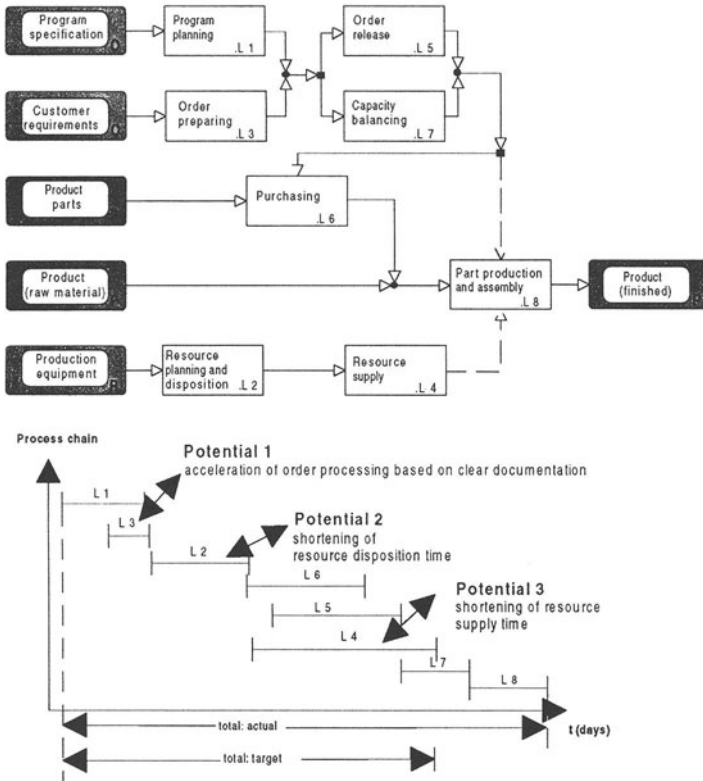 Program
specification
Program
planning
.L 1
Order
release
.L 5
Customer
requirements
Order
preparing
.L 3
Capacity
balancing
.L 7
Product
parts
Purchasing
.L 6
Product
(raw material)
Part production
and assembly
.L 8
Product
(finished)
Production
equipment
Resource
planning and
disposition
.L 2
Resource
supply
.L 4
Process chain
Potential 1
acceleration of order processing based on clear documentation
L 1
L 3
Potential 2
shortening of
resource disposition time
L 2
L 6
Potential 3
shortening of resource
supply time
L 5
L 4
L 7
L 8
total: actual
t (days)
total: target